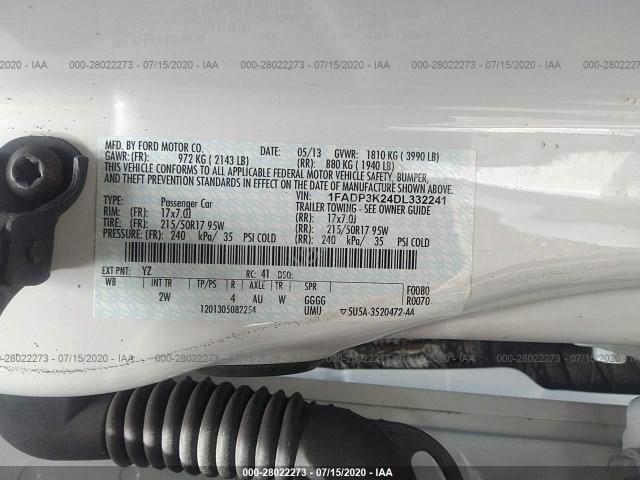 000-28022273 - 07/15/2020 - IAA
000-28022273 - 07/15/2020 - IAA
000-28022273 - 07/15/2020 - IAA
MFD. BY FORD MOTOR CO. DATE: 05/13 GVWR: 1810 KG ( 3990 LB)
GAWR: (FR): 972 KG ( 2143 LB) (RR): 880 KG ( 1940 LB)
THIS VEHICLE CONFORMS TO ALL APPLICABLE FEDERAL MOTOR VEHICLE SAFETY, BUMPER,
AND THEFT PREVENTION STANDARDS IN EFFECT ON THE DATE OF MANUFACTURE SHOWN ABOVE.
VIN: 1FADP3K24DL332241
TYPE: Passenger Car TRAILER TOWING - SEE OWNER GUIDE
RIM: (FR) 17x7.0J (RR): 17x7.0J
TIRE: (FR) 215/50R17 95W (RR): 215/50R17 95W
PRESSURE: (FR) 240 kPa/ 35 PSI COLD (RR): 240 kPa/ 35 PSI COLD
EXT PNT: YZ RC: 41 DSO:
WB INT TR TP/PS R AXLE TR SPR F0080
2W 4 AU W GGGG R0070
1201305082254 UMU 5U5A-3520472-AA
000-28022273 - 07/15/2020 - IAA
000-28022273 - 07/15/2020 - IAA
000-28022273 - 07/15/2020 - IAA
000-28022273 - 07/15/2020 - IAA